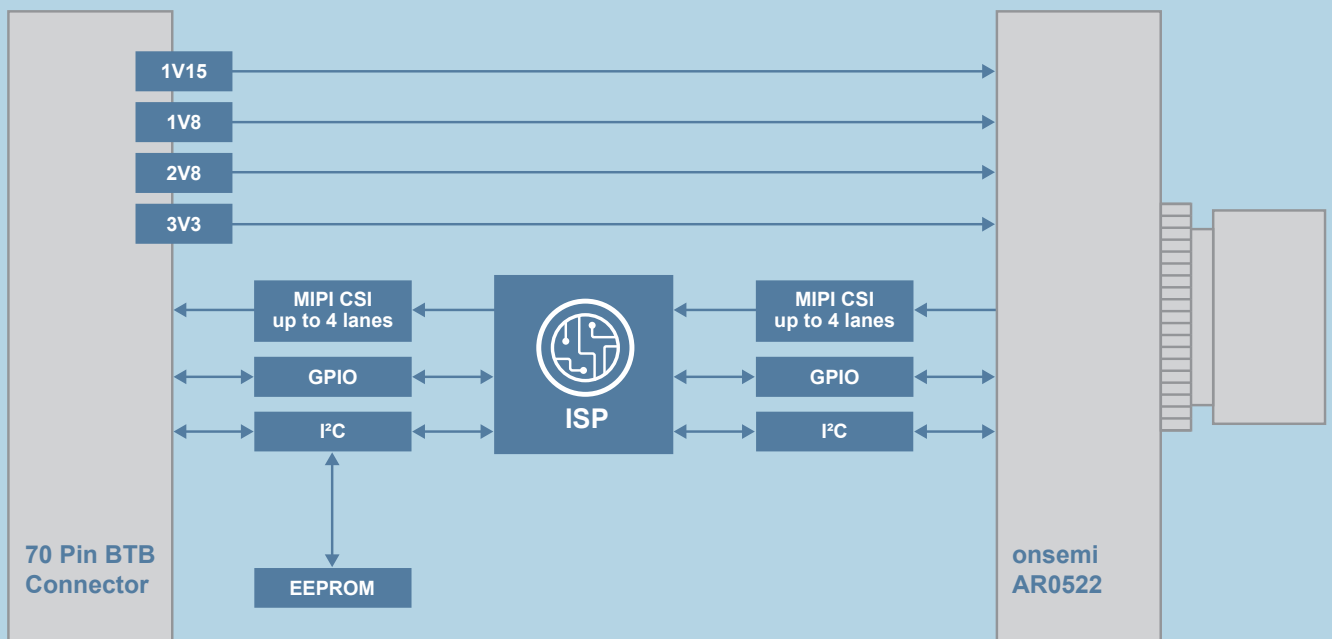 1V15
1V8
2V8
3V3
MIPI CSI
up to 4 lanes
GPIO
I²C
ISP
MIPI CSI
up to 4 lanes
GPIO
I²C
EEPROM
70 Pin BTB
Connector
onsemi
AR0522